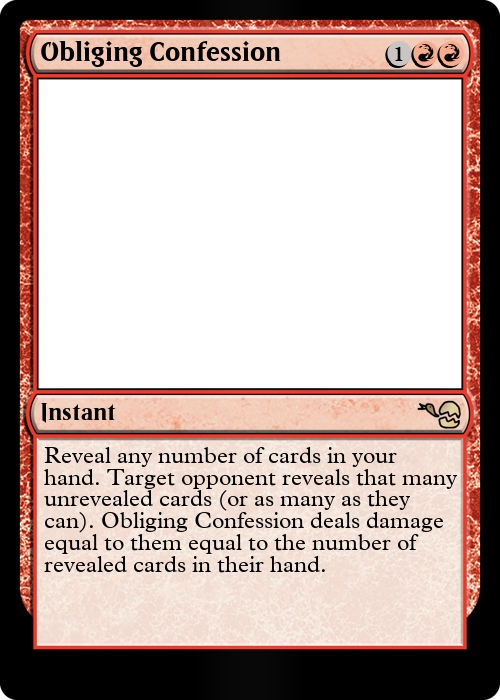 Obliging Confession 1
Instant
Reveal any number of cards in your
hand. Target opponent reveals that many
unrevealed cards (or as many as they
can). Obliging Confession deals damage
equal to them equal to the number of
revealed cards in their hand.